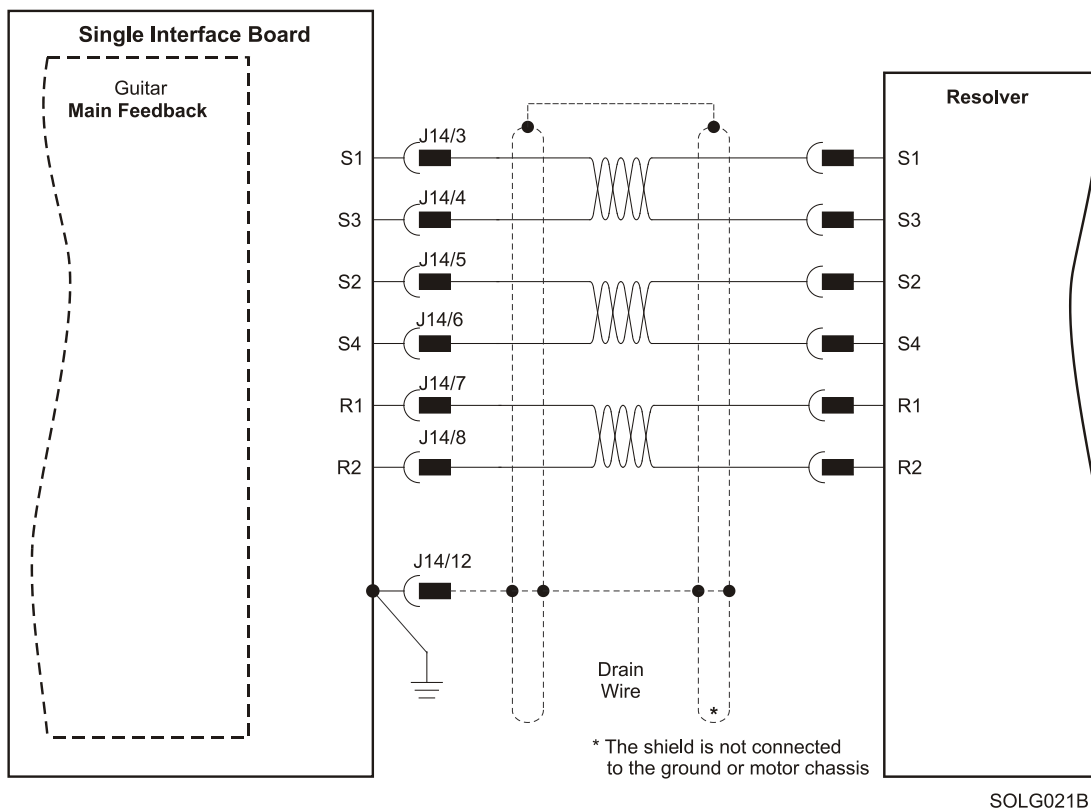 Single Interface Board
Guitar
Main Feedback
Resolver
J14/3
S1
S1
J14/4
S3
S3
J14/5
S2
S2
J14/6
S4
S4
J14/7
R1
R1
J14/8
R2
R2
J14/12
Drain
Wire
*
* The shield is not connected
to the ground or motor chassis
SOLG021B